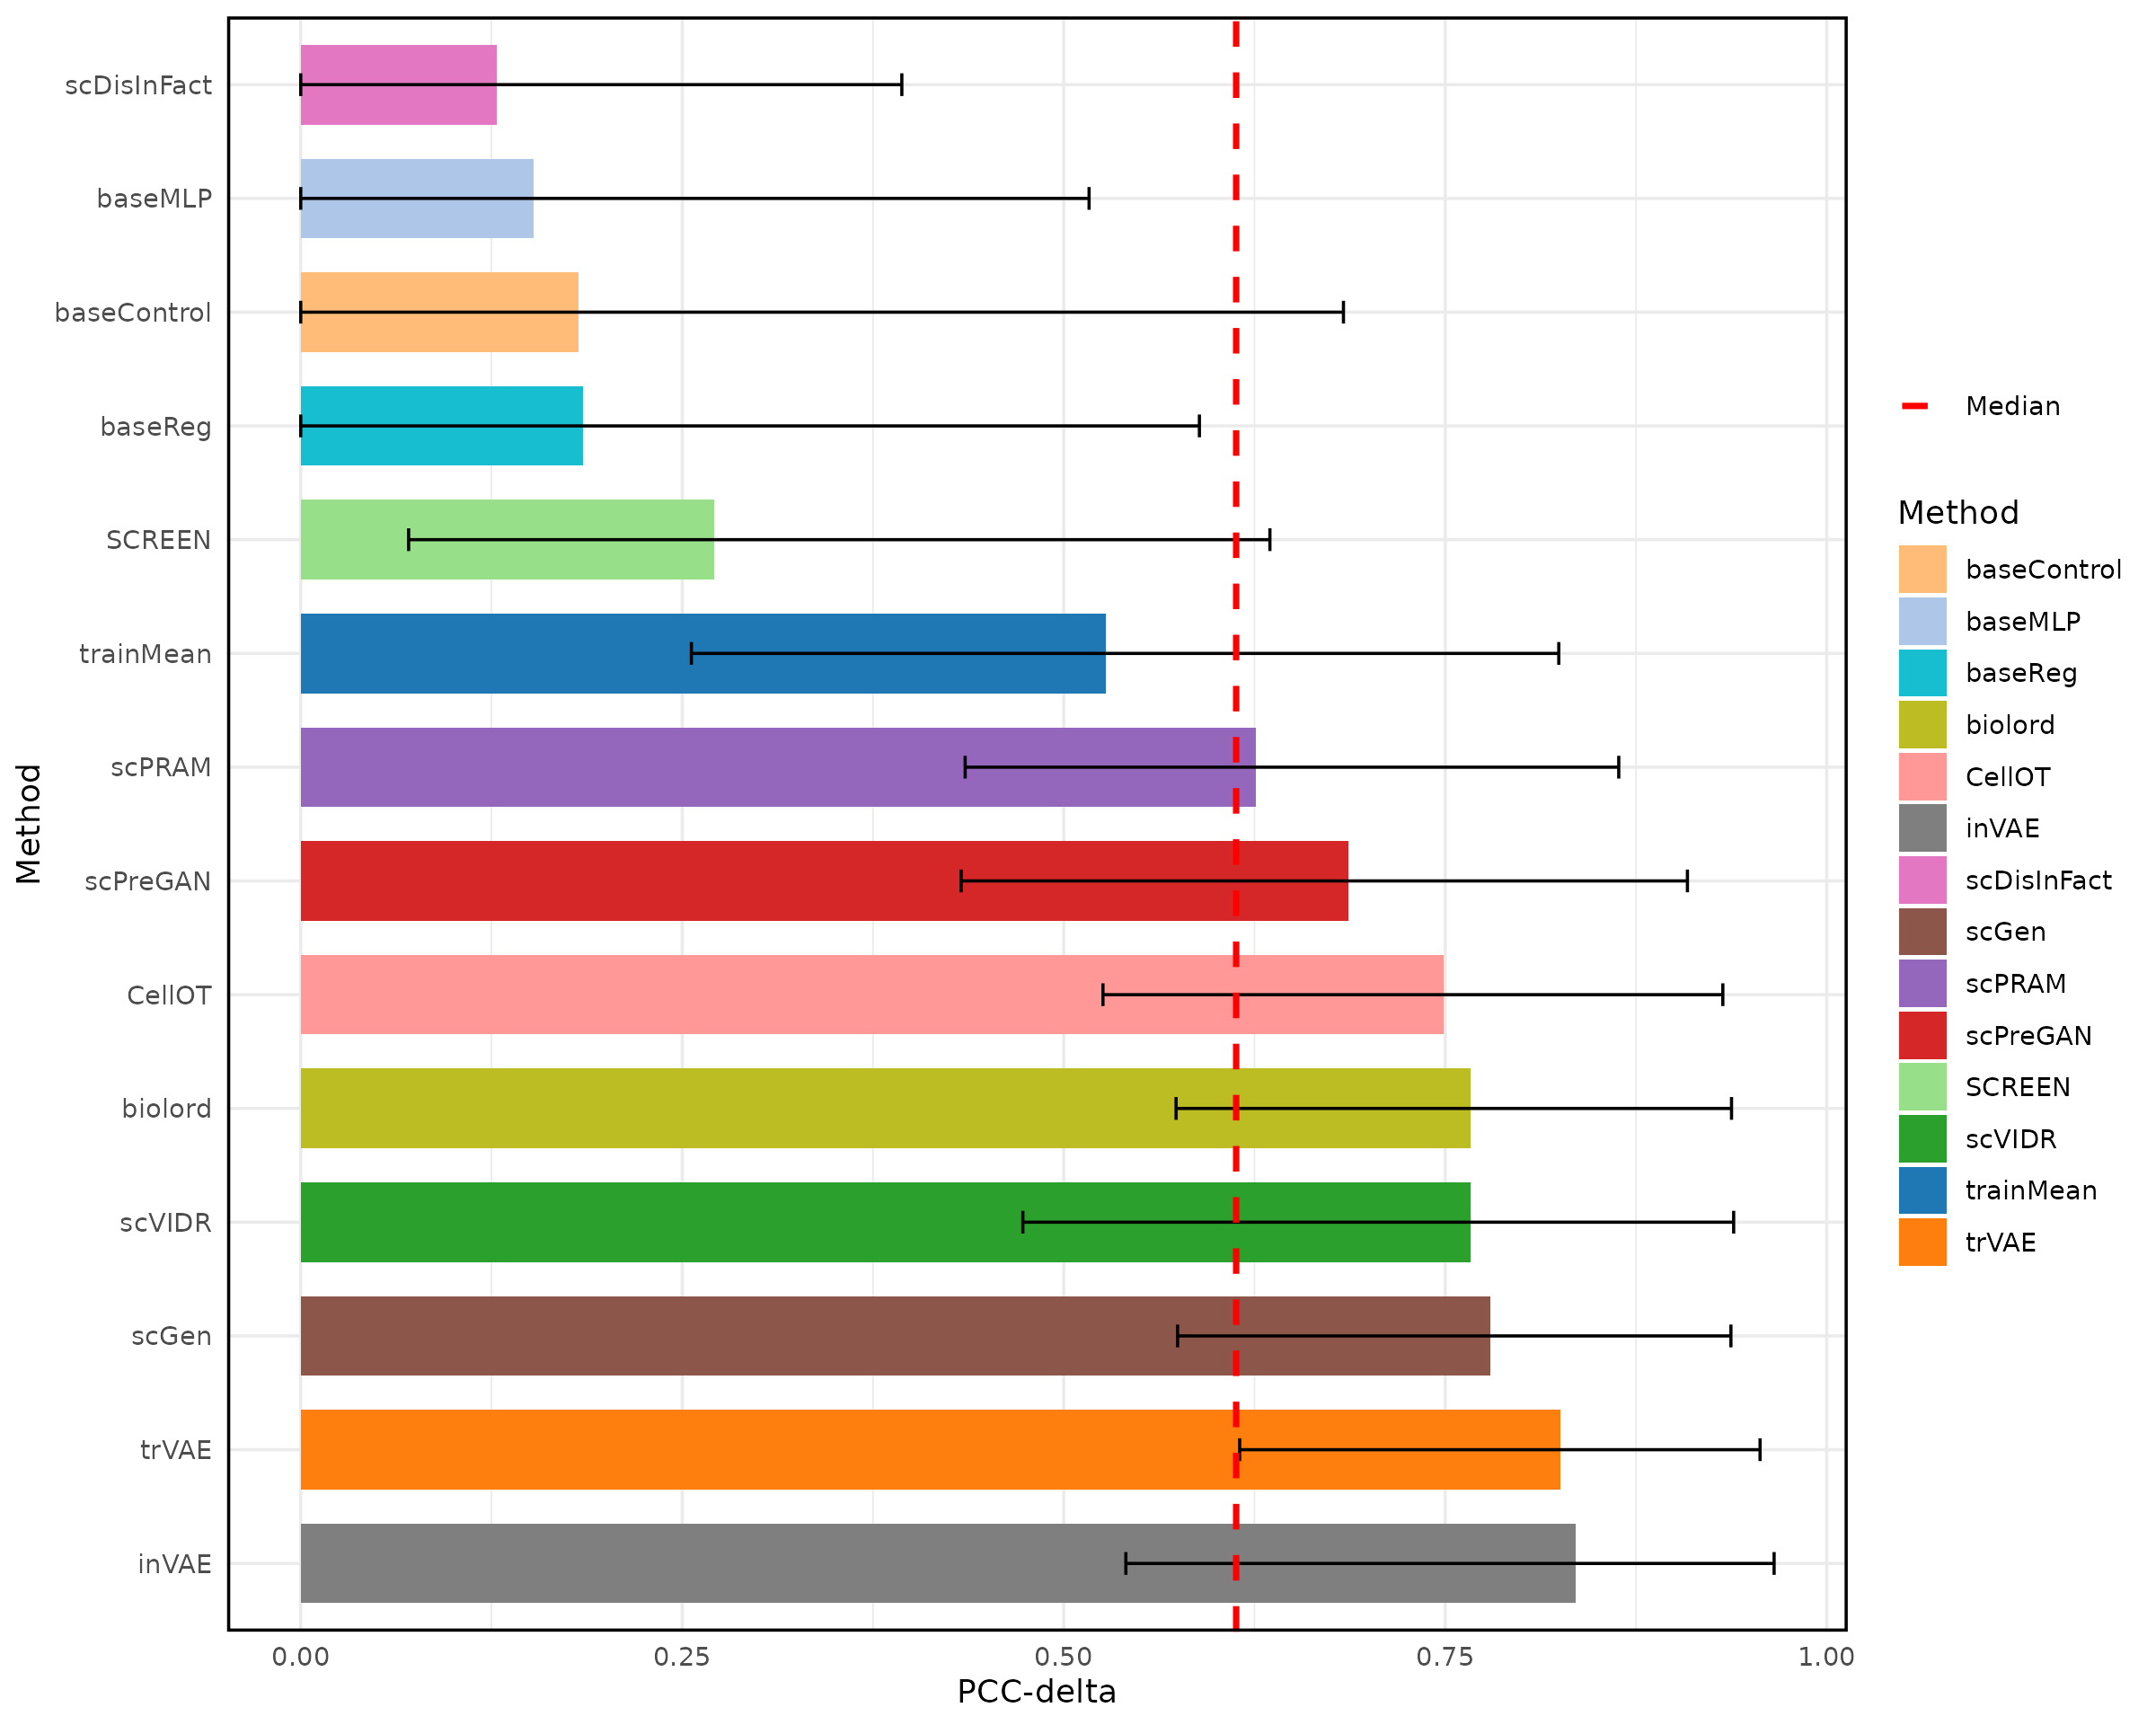 scDisInFact
baseMLP
baseControl
baseReg
SCREEN
trainMean
scPRAM
scPreGAN
CellOT
biolord
scVIDR
scGen
trVAE
inVAE
Method
0.00 0.25 0.50 0.75 1.00
PCC-delta
Median
Method
baseControl
baseMLP
baseReg
biolord
CellOT
inVAE
scDisInFact
scGen
scPRAM
scPreGAN
SCREEN
scVIDR
trainMean
trVAE